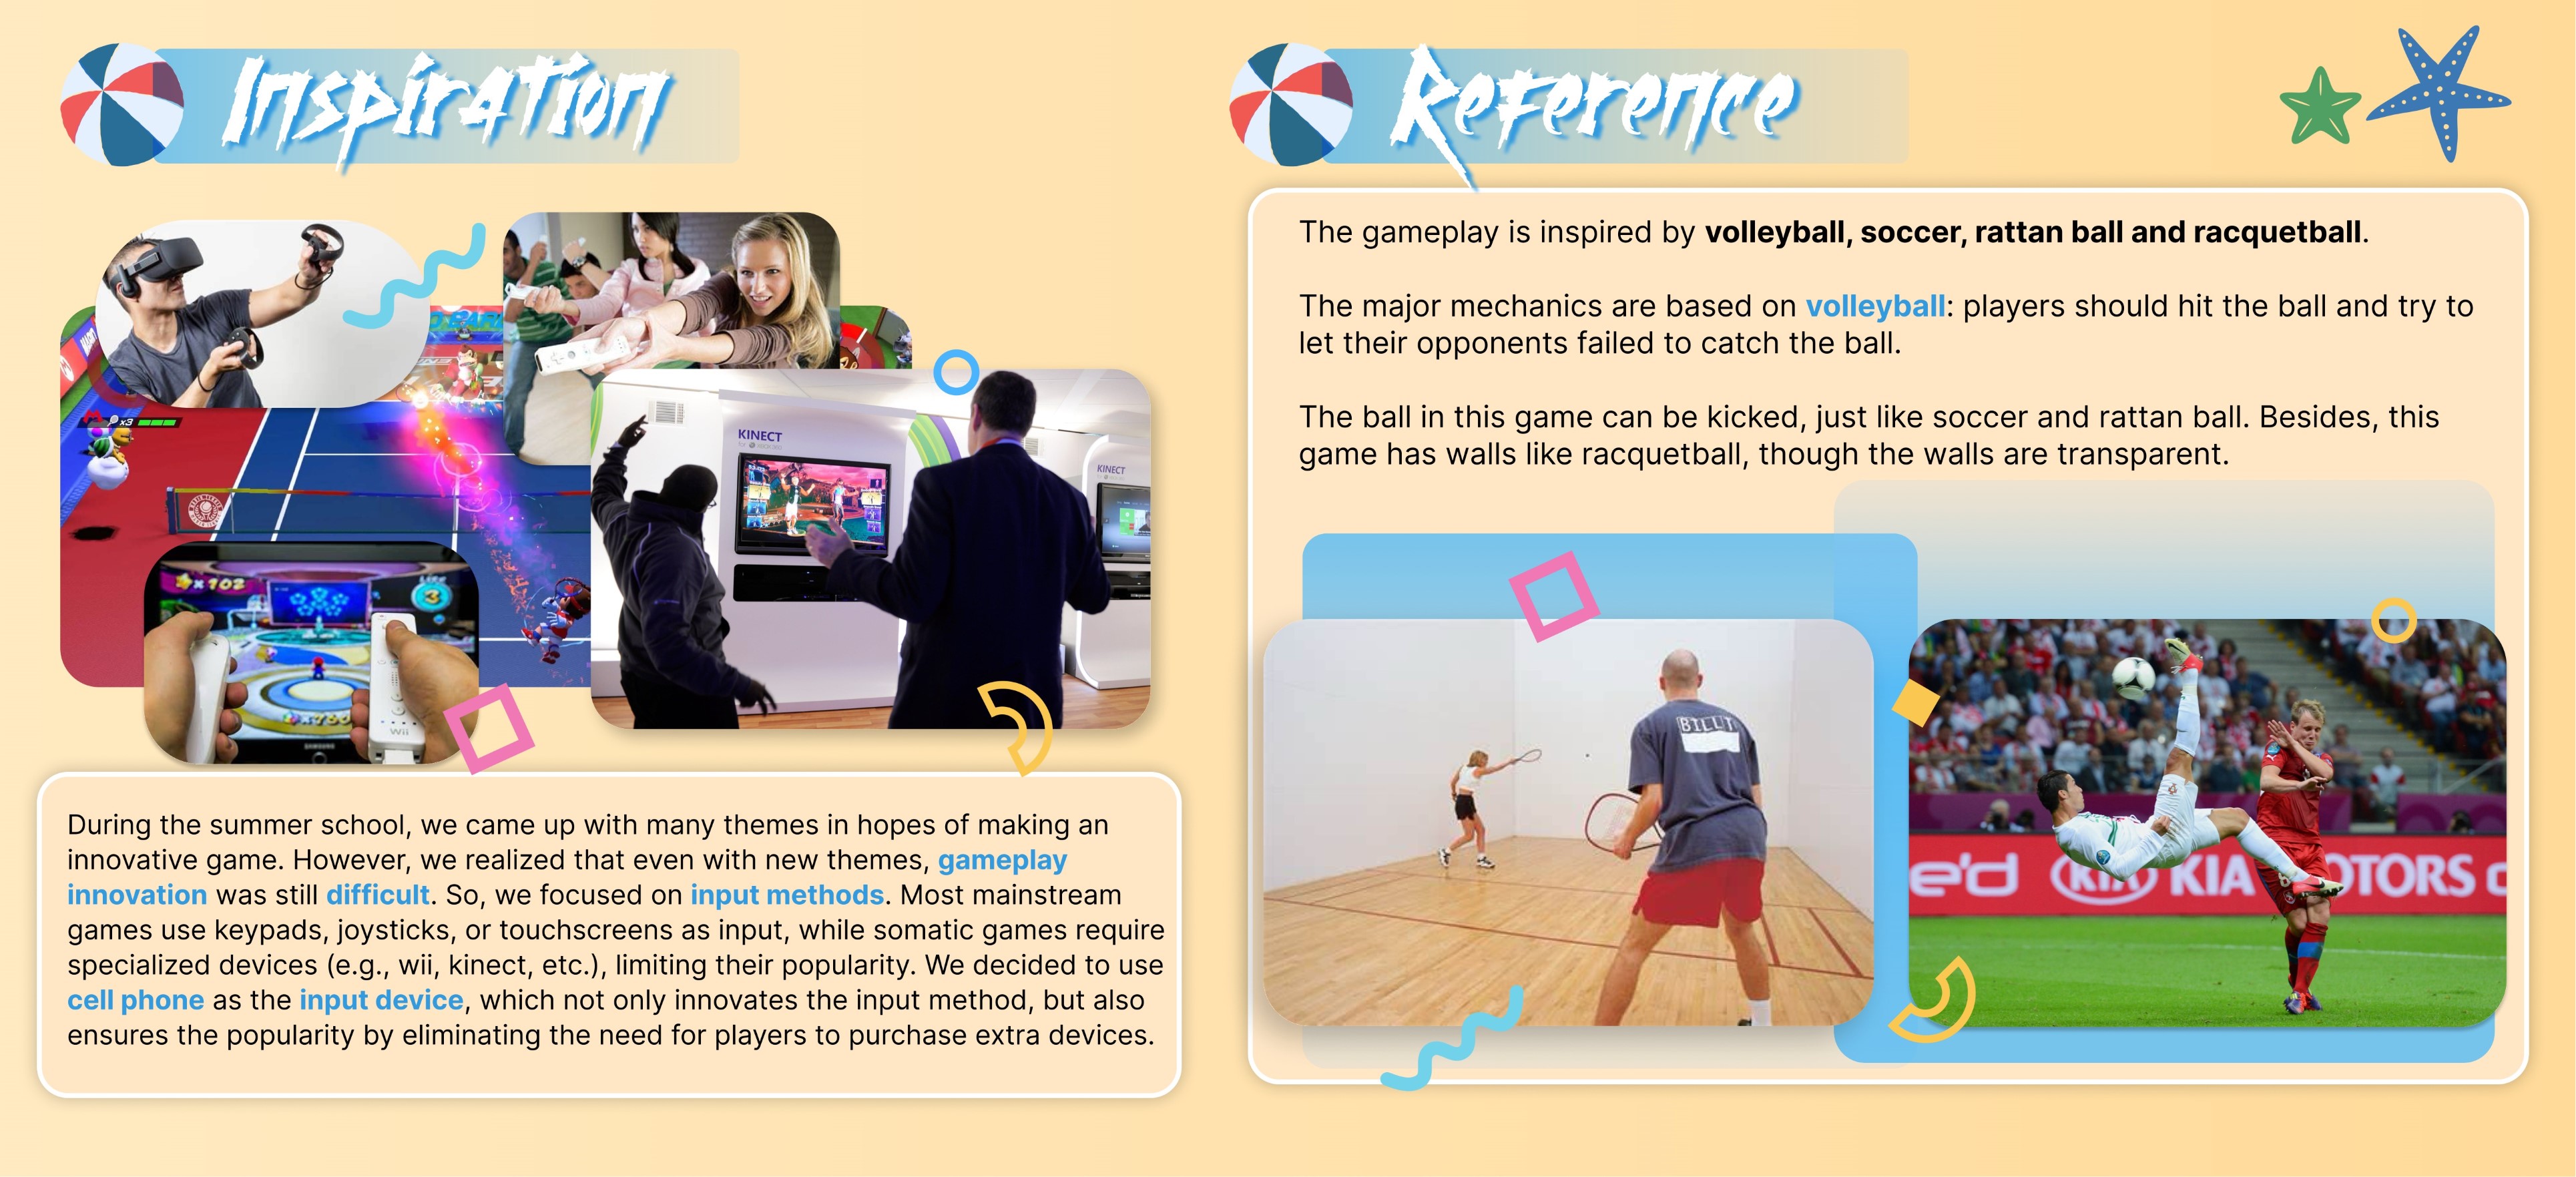 Inspiration
x3
KINECT
KINECT
x102
3
SAMSUNG
Wii
During the summer school, we came up with many themes in hopes of making an
innovative game. However, we realized that even with new themes, gameplay
innovation was still difficult. So, we focused on input methods. Most mainstream
games use keypads, joysticks, or touchscreens as input, while somatic games require
specialized devices (e.g., wii, kinect, etc.), limiting their popularity. We decided to use
cell phone as the input device, which not only innovates the input method, but also
ensures the popularity by eliminating the need for players to purchase extra devices.
Reference
The gameplay is inspired by volleyball, soccer, rattan ball and racquetball.
The major mechanics are based on volleyball: players should hit the ball and try to
let their opponents failed to catch the ball.
The ball in this game can be kicked, just like soccer and rattan ball. Besides, this
game has walls like racquetball, though the walls are transparent.
BILLT
e'd KIA KIA MOTORS